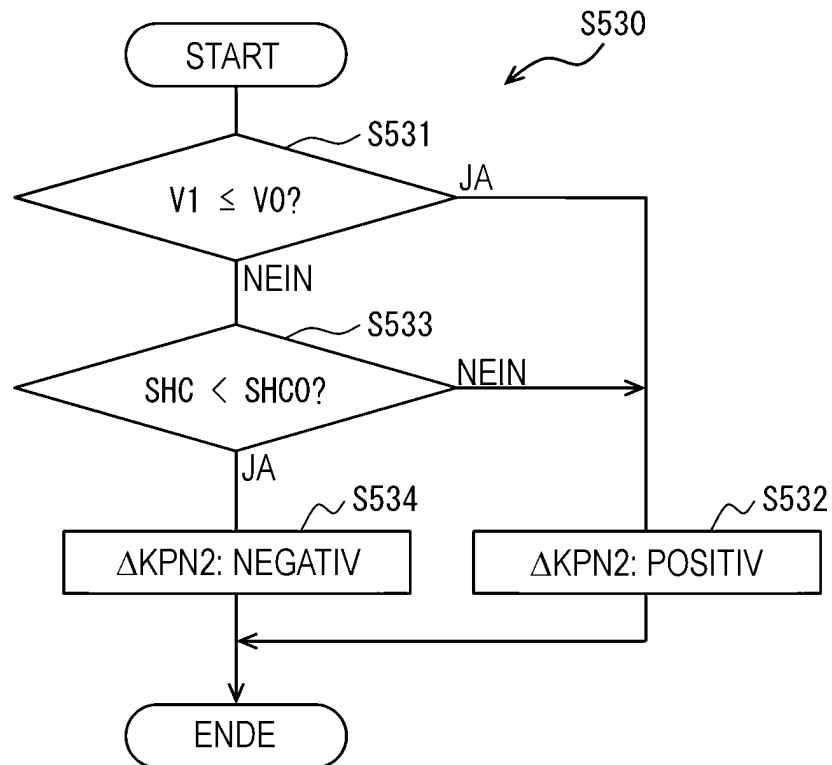 START
S530
S531
V1 ≤ V0?
JA
NEIN
S533
SHC < SHC0?
NEIN
JA
S534
S532
ΔKPN2: NEGATIV
ΔKPN2: POSITIV
ENDE